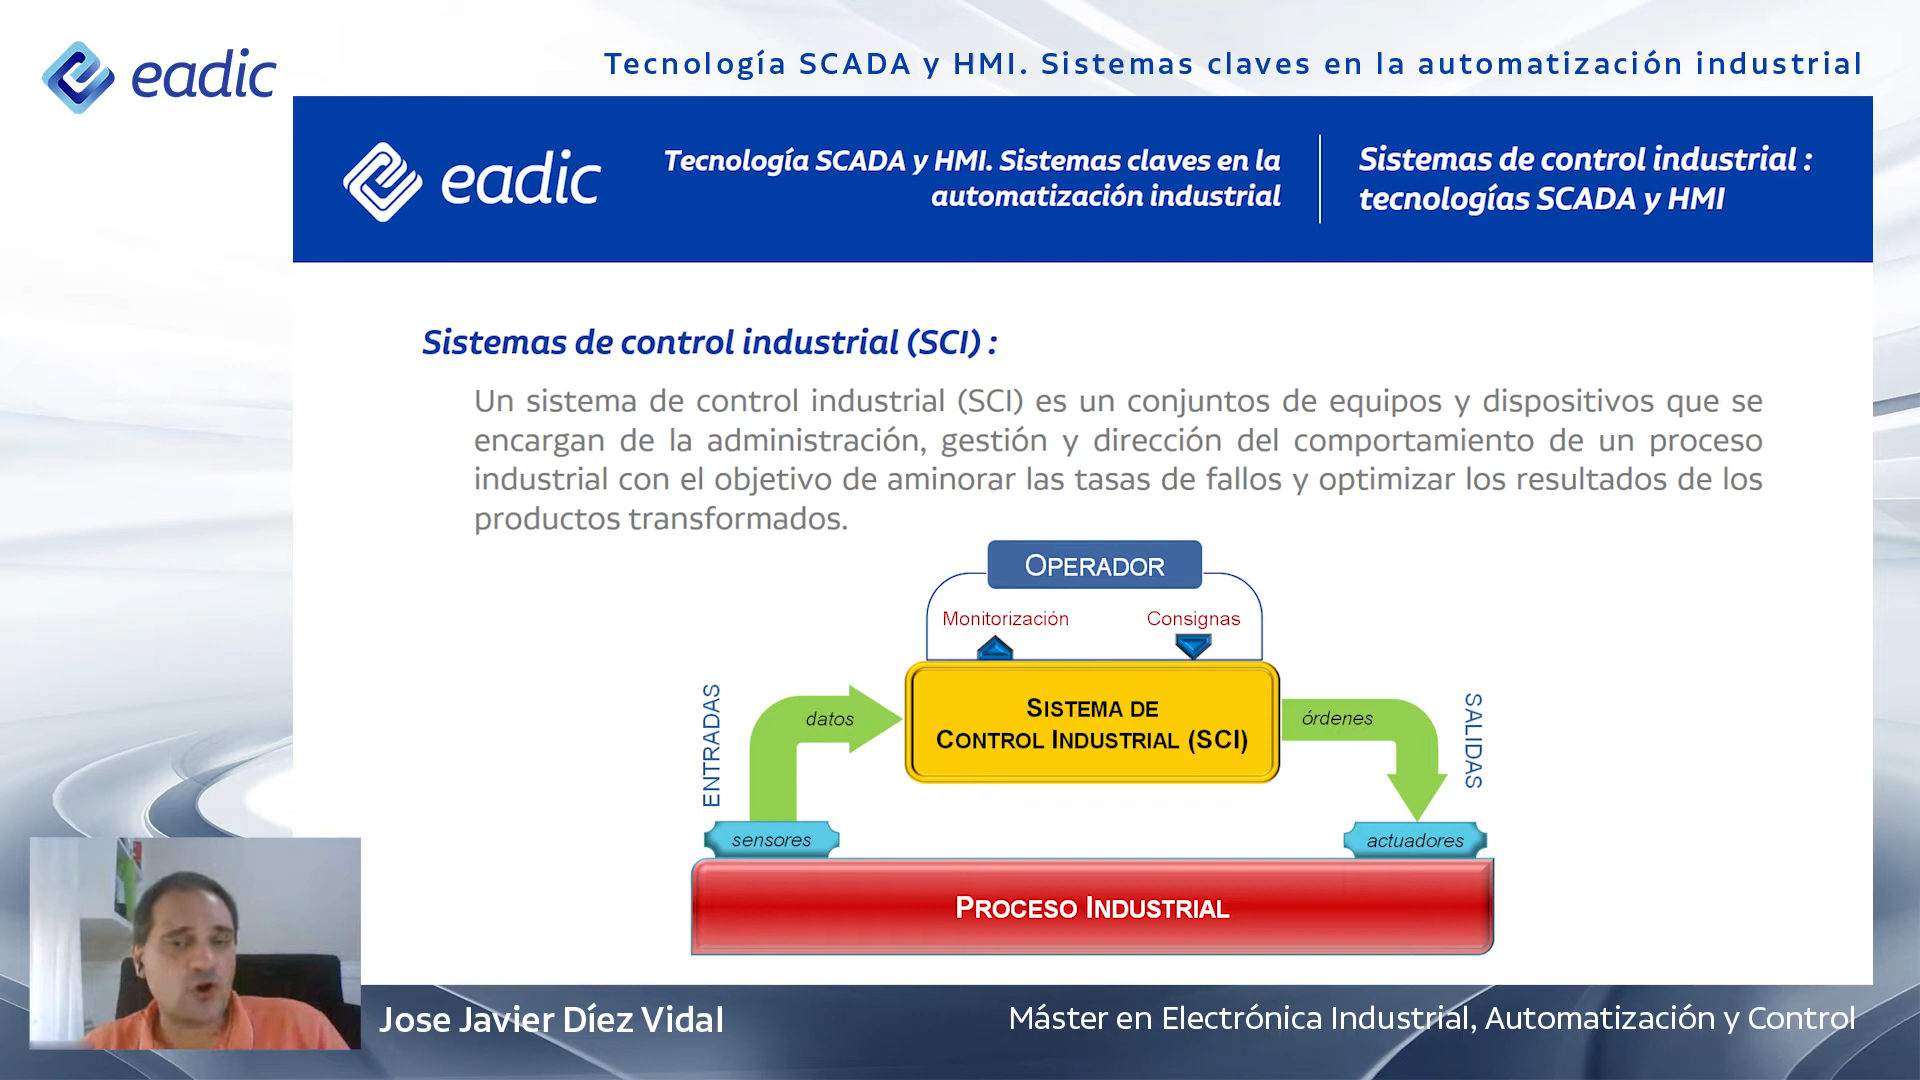 eadic
Tecnología SCADA y HMI. Sistemas claves en la automatización industrial
eadic
Tecnología SCADA y HMI. Sistemas claves en la
automatización industrial
Sistemas de control industrial :
tecnologías SCADA y HMI
Sistemas de control industrial (SCI) :
Un sistema de control industrial (SCI) es un conjuntos de equipos y dispositivos que se
encargan de la administración, gestión y dirección del comportamiento de un proceso
industrial con el objetivo de aminorar las tasas de fallos y optimizar los resultados de los
productos transformados.
OPERADOR
Monitorización
Consignas
ENTRADAS
datos
SISTEMA DE
CONTROL INDUSTRIAL (SCI)
órdenes
SALIDAS
sensores
actuadores
PROCESO INDUSTRIAL
Jose Javier Díez Vidal
Máster en Electrónica Industrial, Automatización y Control